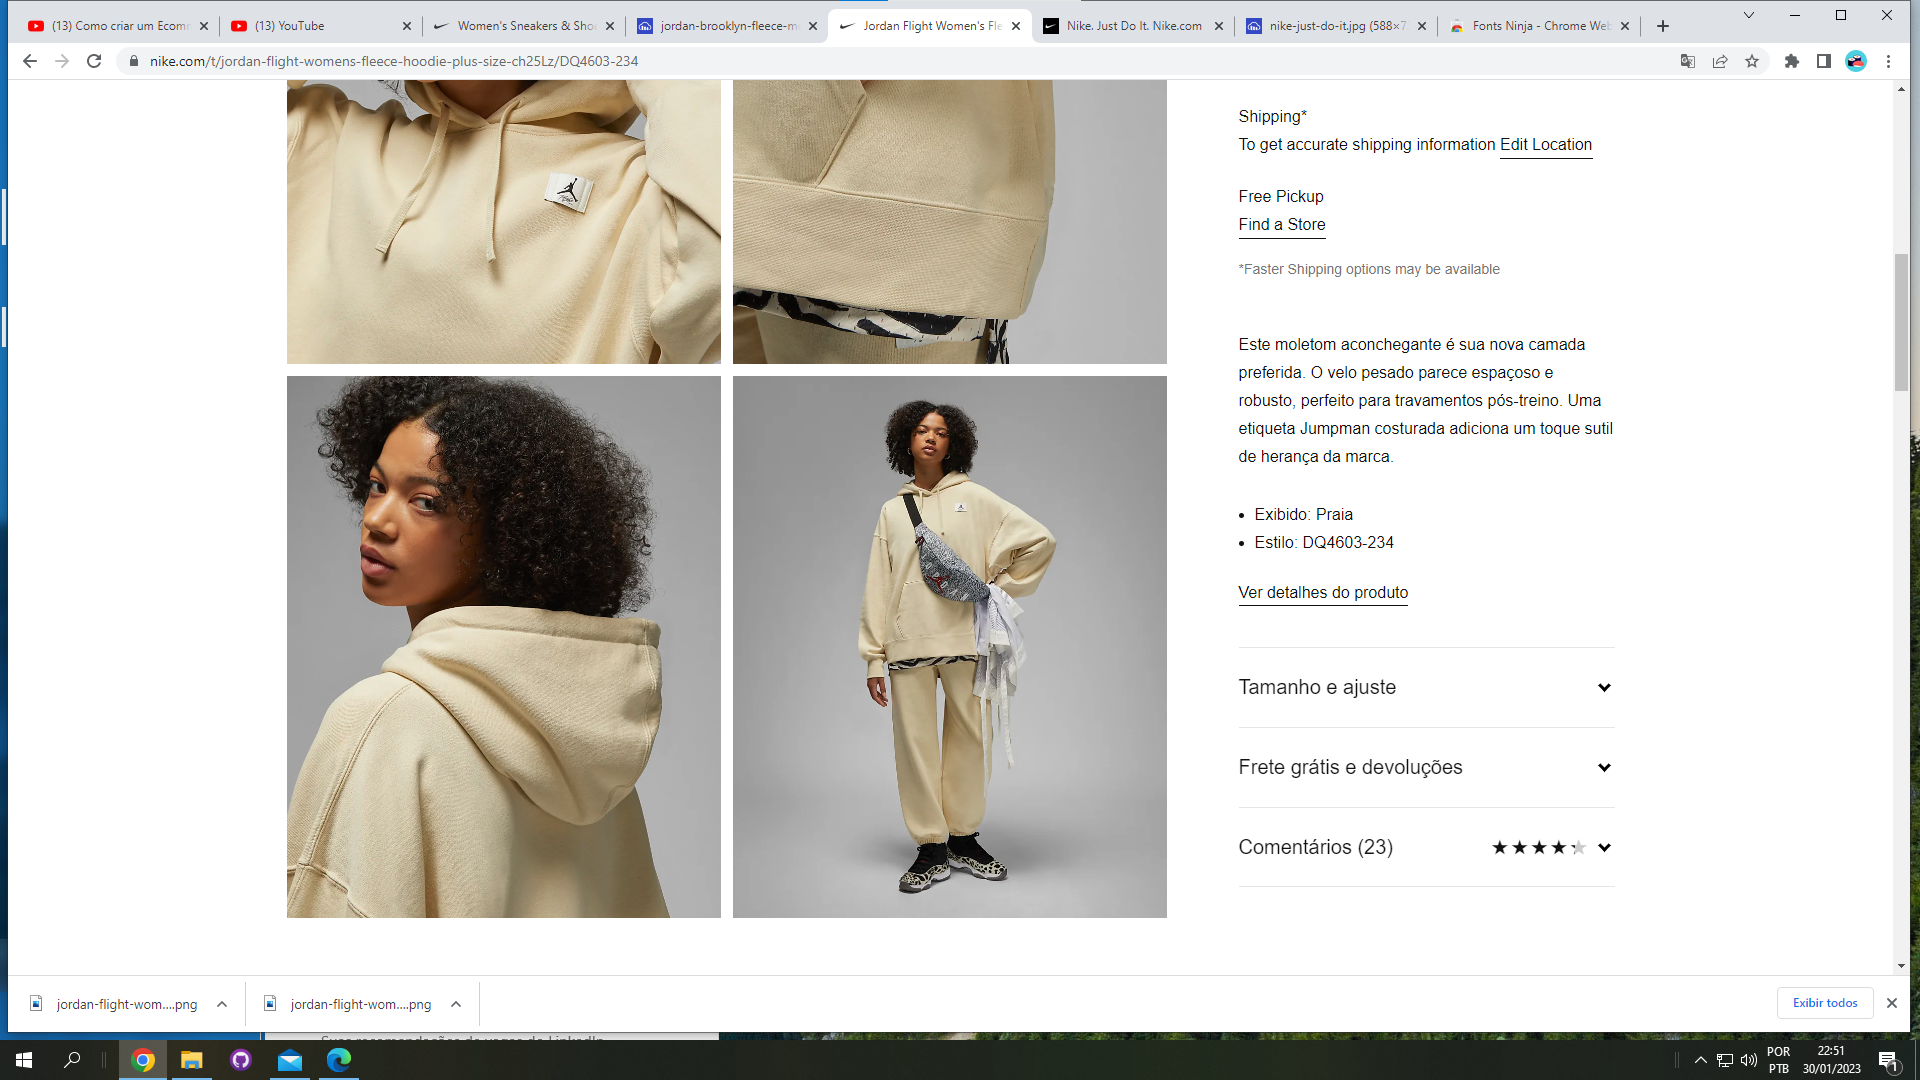 (13) Como criar um Ecomm
(13) YouTube
Women's Sneakers & Shoe
jordan-brooklyn-fleece-m
Jordan Flight Women's Fle
Nike. Just Do It. Nike.com
nike-just-do-it.jpg (588×7
Fonts Ninja - Chrome Web
nike.com/t/jordan-flight-womens-fleece-hoodie-plus-size-ch25Lz/DQ4603-234
Shipping*
To get accurate shipping information Edit Location
Free Pickup
Find a Store
*Faster Shipping options may be available
Este moletom aconchegante é sua nova camada
preferida. O velo pesado parece espaçoso e
robusto, perfeito para travamentos pós-treino. Uma
etiqueta Jumpman costurada adiciona um toque sutil
de herança da marca.
Exibido: Praia
Estilo: DQ4603-234
Ver detalhes do produto
Tamanho e ajuste
Frete grátis e devoluções
Comentários (23)
jordan-flight-wom....png
jordan-flight-wom....png
Exibir todos
POR
PTB
22:51
30/01/2023
1